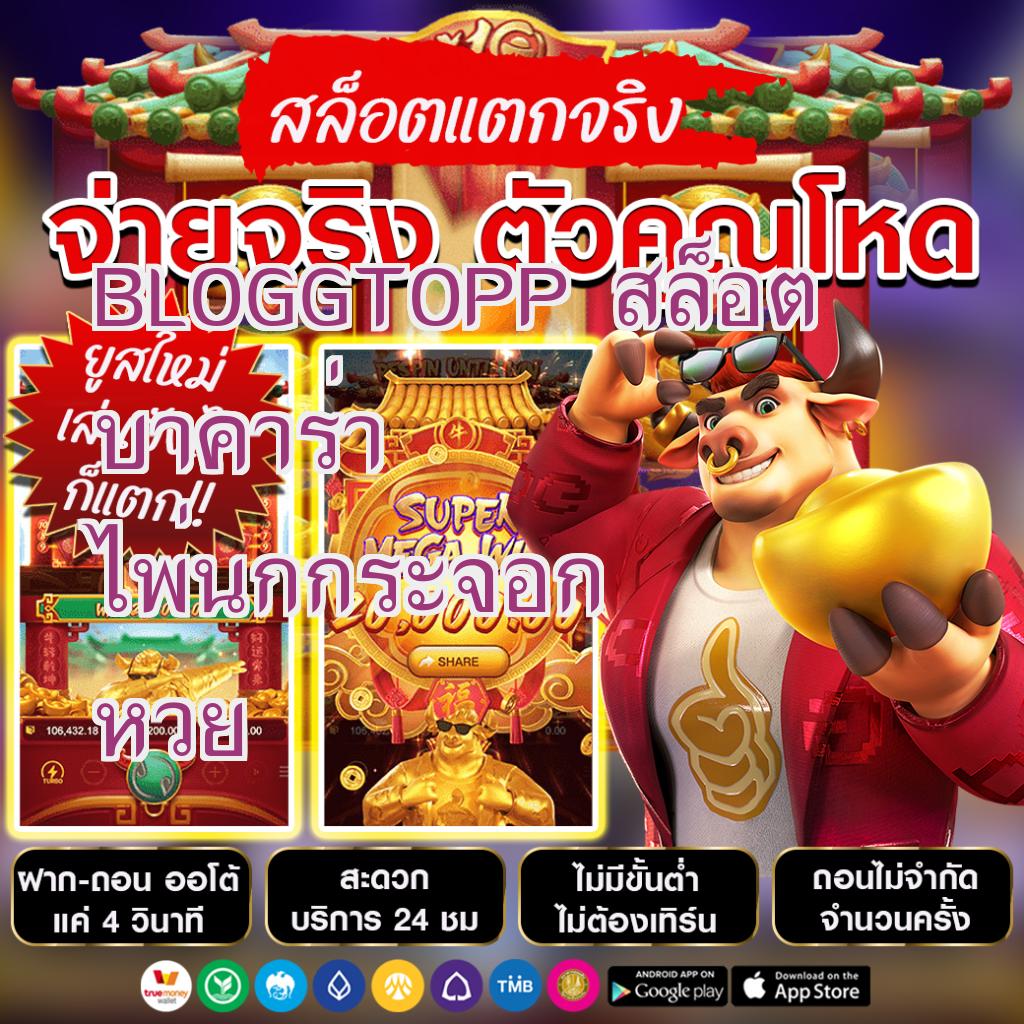 สล็อตแตกจริง
จ่ายจริง ตัวคูณโหด
BLOGGTOPP สล็อต
ยูสใหม่
บาคาร่า
ก็แตก!!
SUPER
MEGA
ไพ่นกกระจอก
SHARE
หวย
106,432.18
TURBO
ฝาก-ถอน ออโต้
แค่ 4 วินาที
สะดวก
บริการ 24 ชม
ไม่มีขั้นต่ำ
ไม่ต้องเทิร์น
ถอนไม่จำกัด
จำนวนครั้ง
truemoney
wallet
TMB
ANDROID APP ON
Google play
Download on the
App Store